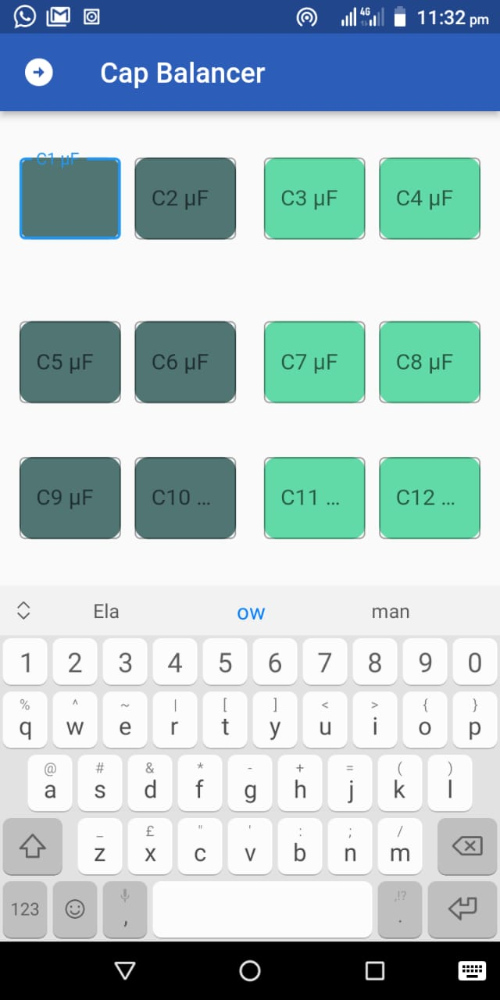 4G
11:32 pm
Cap Balancer
C1 µF
C2 µF
C3 µF
C4 µF
C5 µF
C6 µF
C7 µF
C8 µF
C9 µF
C10 ...
C11 ...
C12 ...
Ela ow man
1 2 3 4 5 6 7 8 9 0
% ^ ~ | [ ] < > { }
q w e r t y u i o p
@ # & * - + = ( )
a s d f g h j k l
_ £ " ' : ; /
z x c v b n m
123 , ,!? .